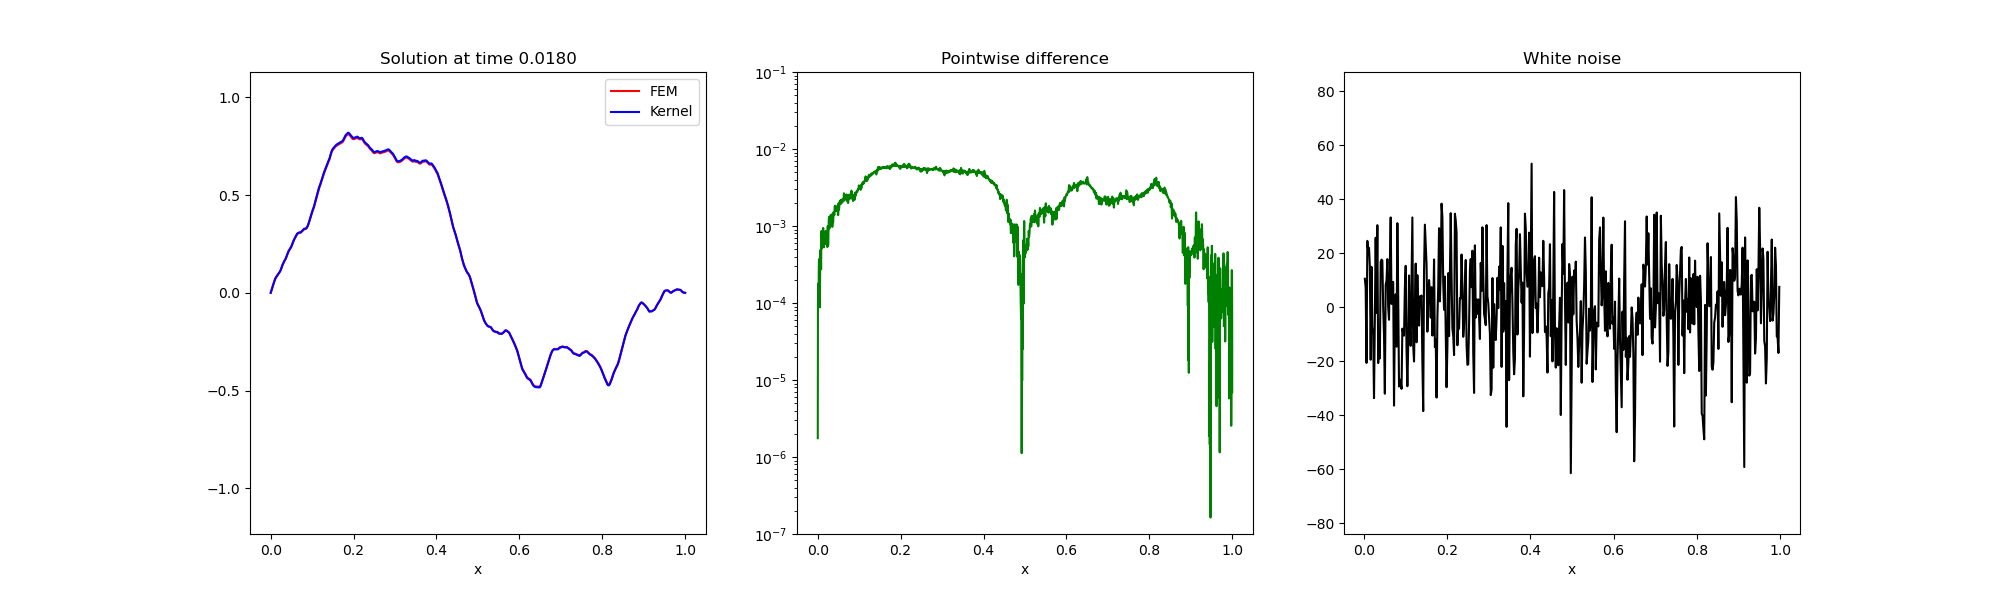 Solution at time 0.0180
1.0
0.5
0.0
−0.5
−1.0
0.0 0.2 0.4 0.6 0.8 1.0
x
FEM
Kernel
Pointwise difference
10⁻¹
10⁻²
10⁻³
10⁻⁴
10⁻⁵
10⁻⁶
10⁻⁷
0.0 0.2 0.4 0.6 0.8 1.0
x
White noise
80
60
40
20
0
−20
−40
−60
−80
0.0 0.2 0.4 0.6 0.8 1.0
x